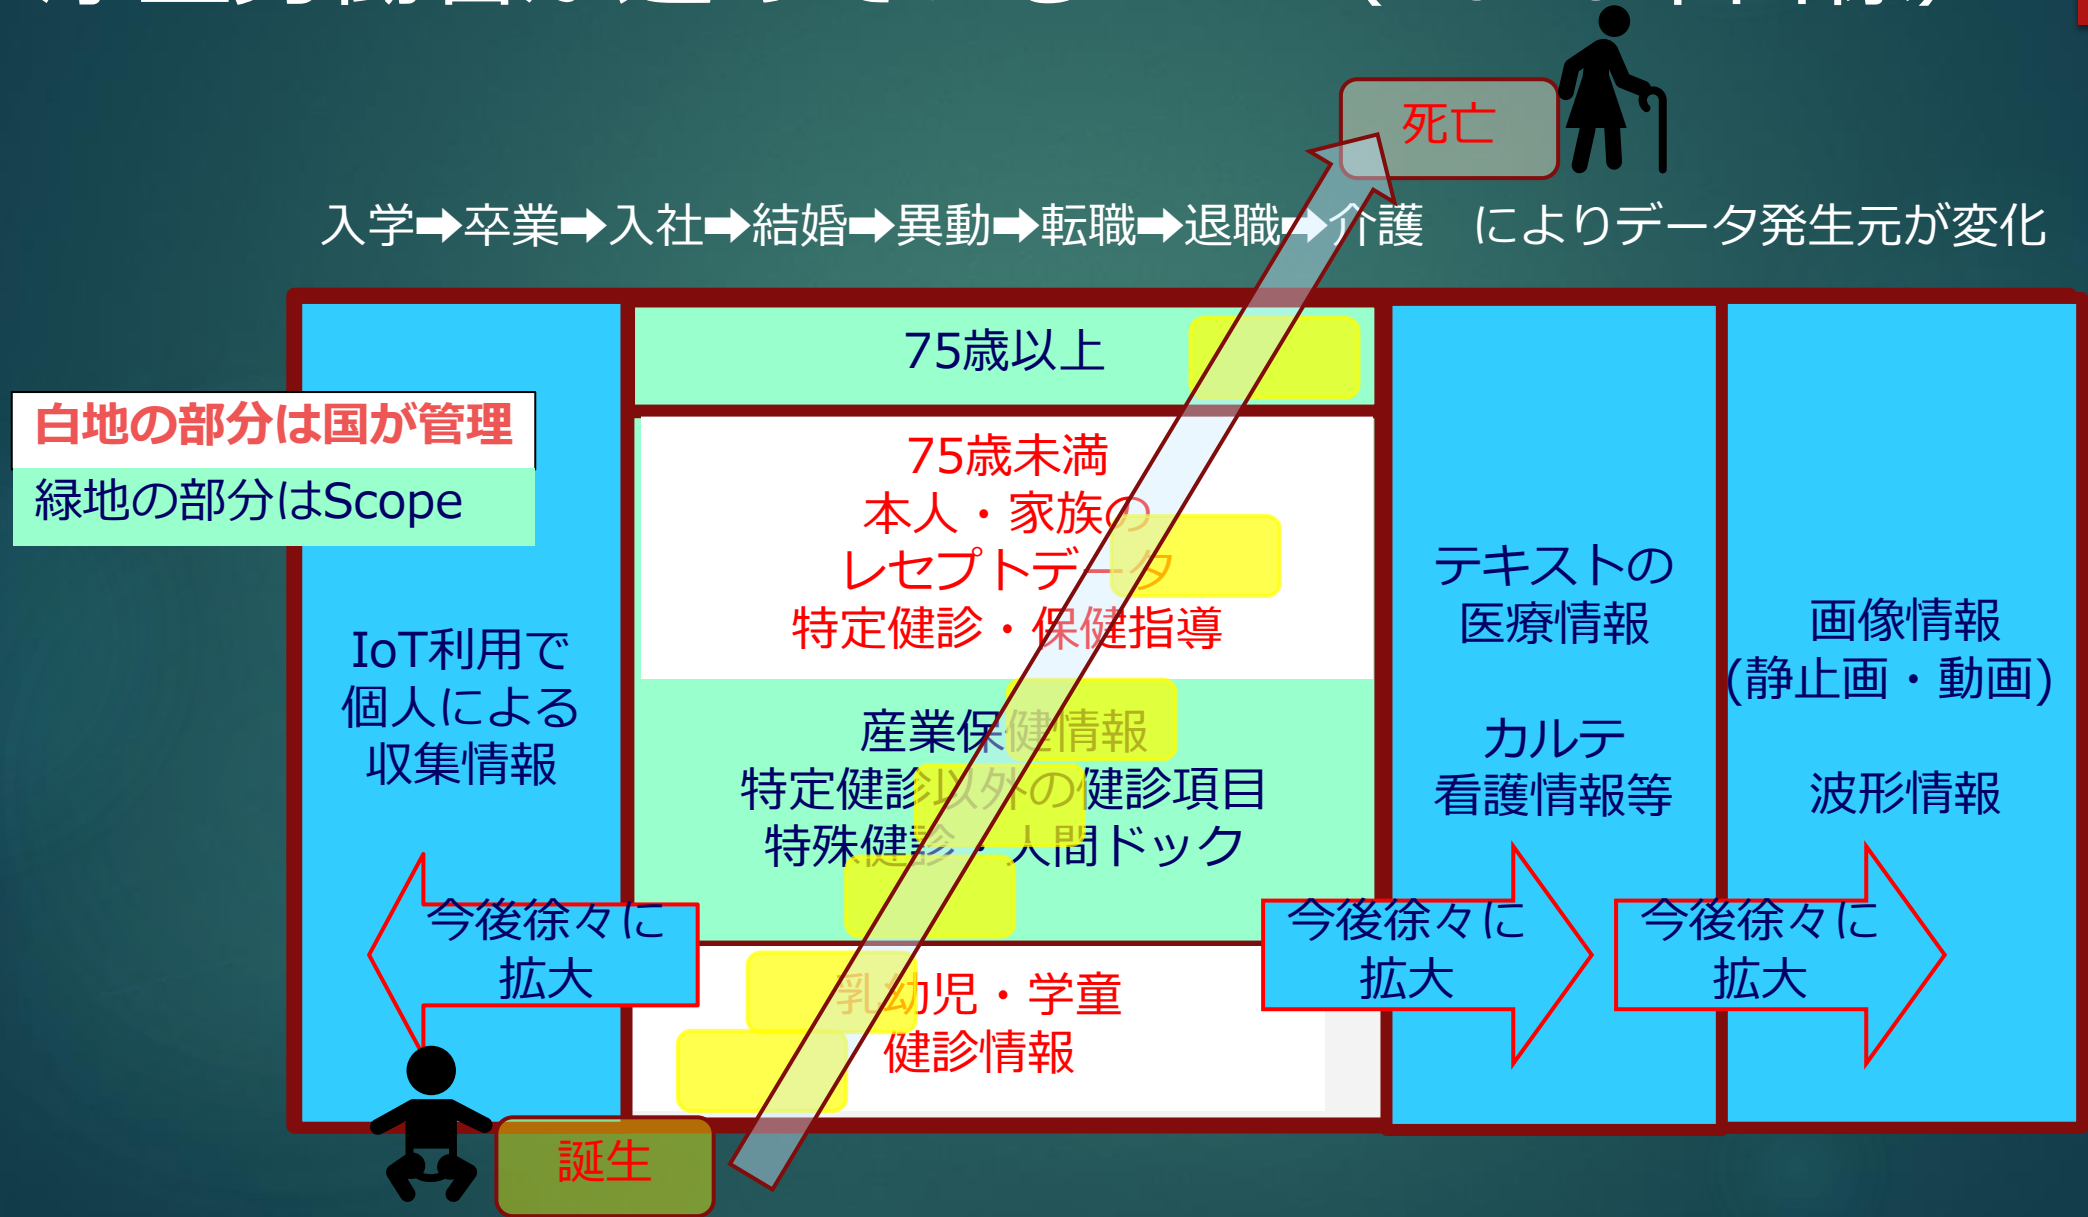 死亡
入学➡卒業➡入社➡結婚➡異動➡転職➡退職➡介護　によりデータ発生元が変化
白地の部分は国が管理
緑地の部分はScope
IoT利用で
個人による
収集情報
75歳以上
75歳未満
本人・家族の
レセプトデータ
特定健診・保健指導
産業保健情報
特定健診以外の健診項目
特殊健診・人間ドック
乳幼児・学童
健診情報
テキストの
医療情報
カルテ
看護情報等
画像情報
(静止画・動画)
波形情報
今後徐々に
拡大
今後徐々に
拡大
今後徐々に
拡大
誕生